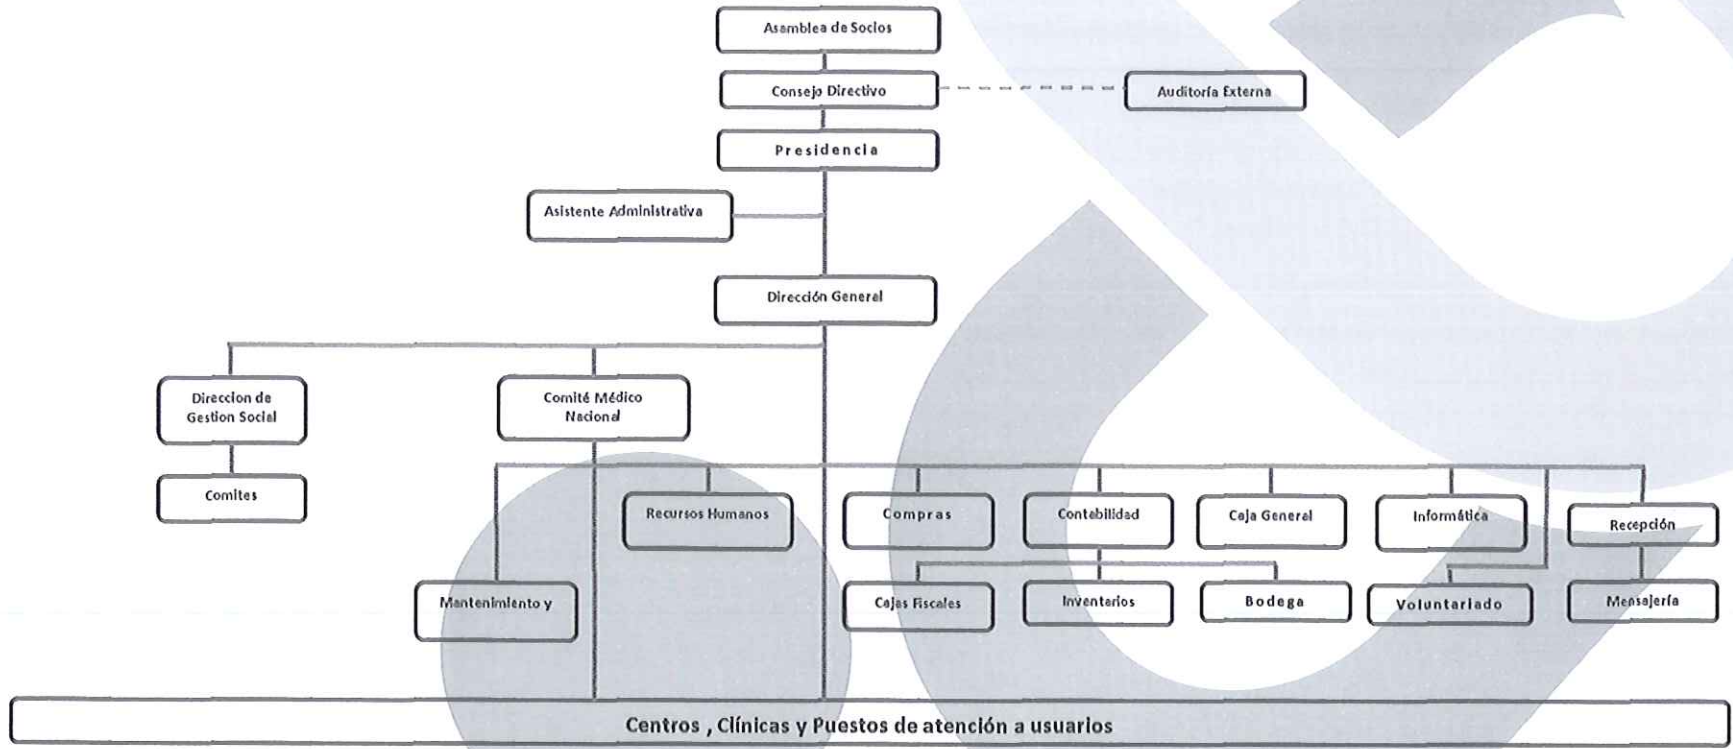 Asamblea de Socios
Consejo Directivo
Auditoría Externa
Presidencia
Asistente Administrativa
Dirección General
Direccion de
Gestion Social
Comité Médico
Nacional
Comites
Recursos Humanos
Compras
Contabilidad
Caja General
Informática
Recepción
Mantenimiento y
Cajas Fiscales
Inventarios
Bodega
Voluntariado
Mensajería
Centros , Clínicas y Puestos de atención a usuarios